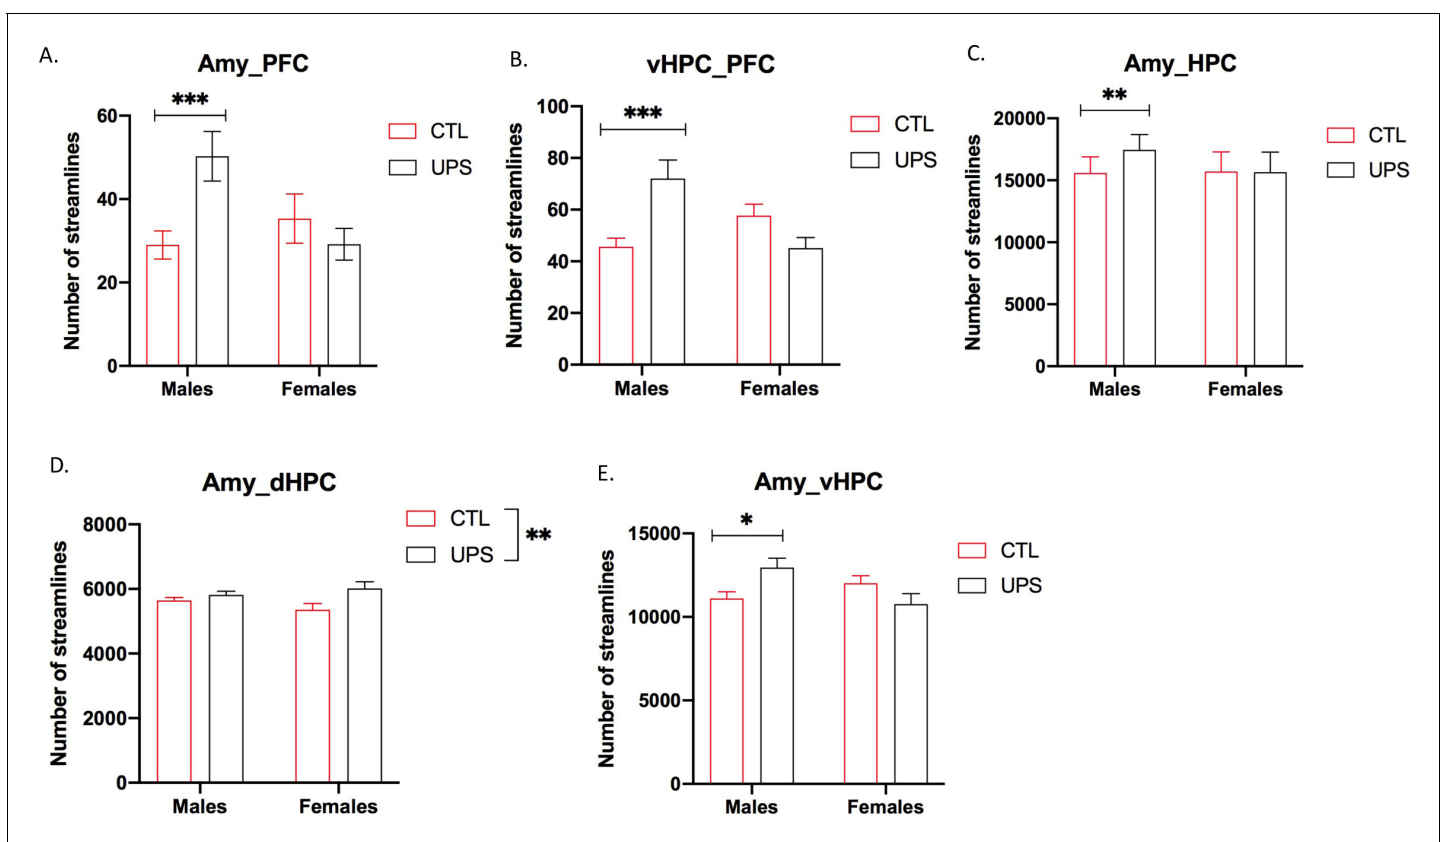 A.
Amy_PFC
***
60
40
20
0
Number of streamlines
CTL
UPS
Males
Females
B.
vHPC_PFC
***
100
80
60
40
20
0
Number of streamlines
CTL
UPS
Males
Females
C.
Amy_HPC
**
20000
15000
10000
5000
0
Number of streamlines
CTL
UPS
Males
Females
D.
Amy_dHPC
8000
6000
4000
2000
0
Number of streamlines
CTL
UPS
**
Males
Females
E.
Amy_vHPC
*
15000
10000
5000
0
Number of streamlines
CTL
UPS
Males
Females